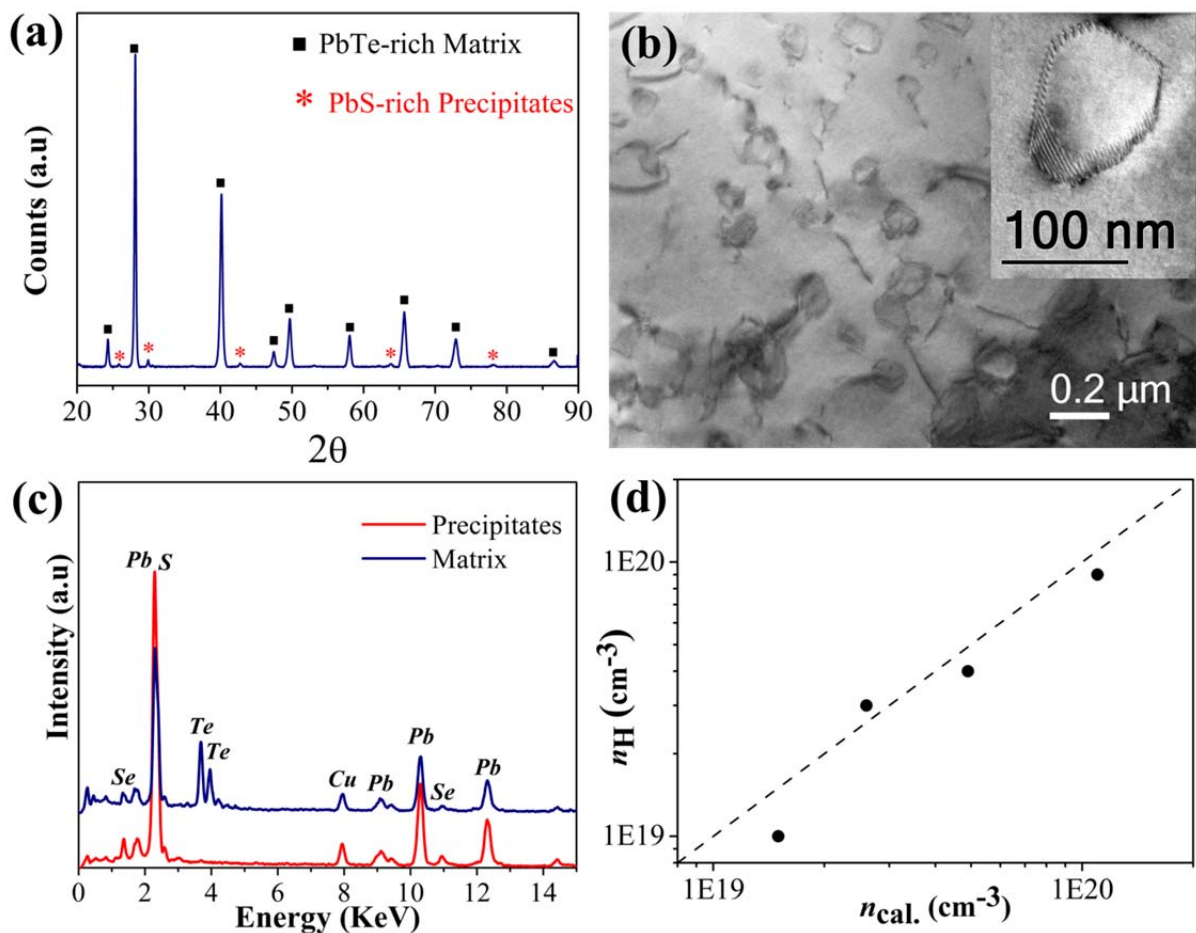 (a)
■ PbTe-rich Matrix
* PbS-rich Precipitates
Counts (a.u)
20 30 40 50 60 70 80 90
2θ
(b)
100 nm
0.2 µm
(c)
Precipitates
Matrix
Pb S
Te
Te
Se
Cu
Pb
Pb
Se
Pb
Intensity (a.u)
0 2 4 6 8 10 12 14
Energy (KeV)
(d)
1E20
1E19
nH (cm-3)
1E19 1E20
ncal. (cm-3)